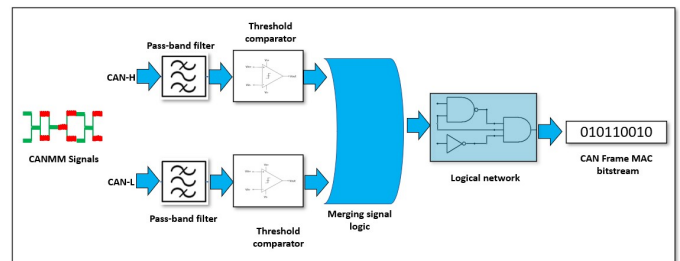 Threshold
comparator
Pass-band filter
CAN-H
CANMM Signals
CAN-L
Pass-band filter
Threshold
comparator
Merging signal
logic
Logical network
010110010
CAN Frame MAC
bitstream